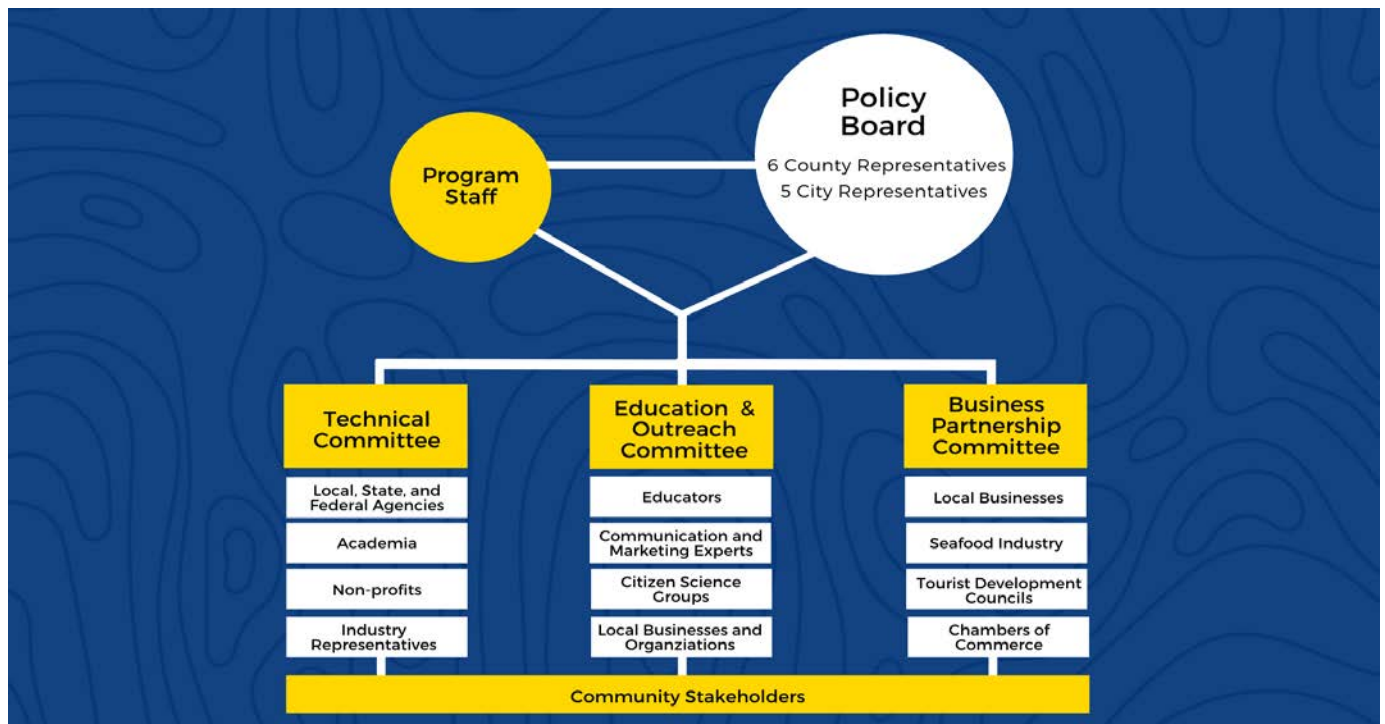 Policy
Board
6 County Representatives
5 City Representatives
Program
Staff
Technical
Committee
Local, State, and
Federal Agencies
Academia
Non-profits
Industry
Representatives
Education & 
Outreach
Committee
Educators
Communication and
Marketing Experts
Citizen Science
Groups
Local Businesses and
Organziations
Business
Partnership
Committee
Local Businesses
Seafood Industry
Tourist Development
Councils
Chambers of
Commerce
Community Stakeholders